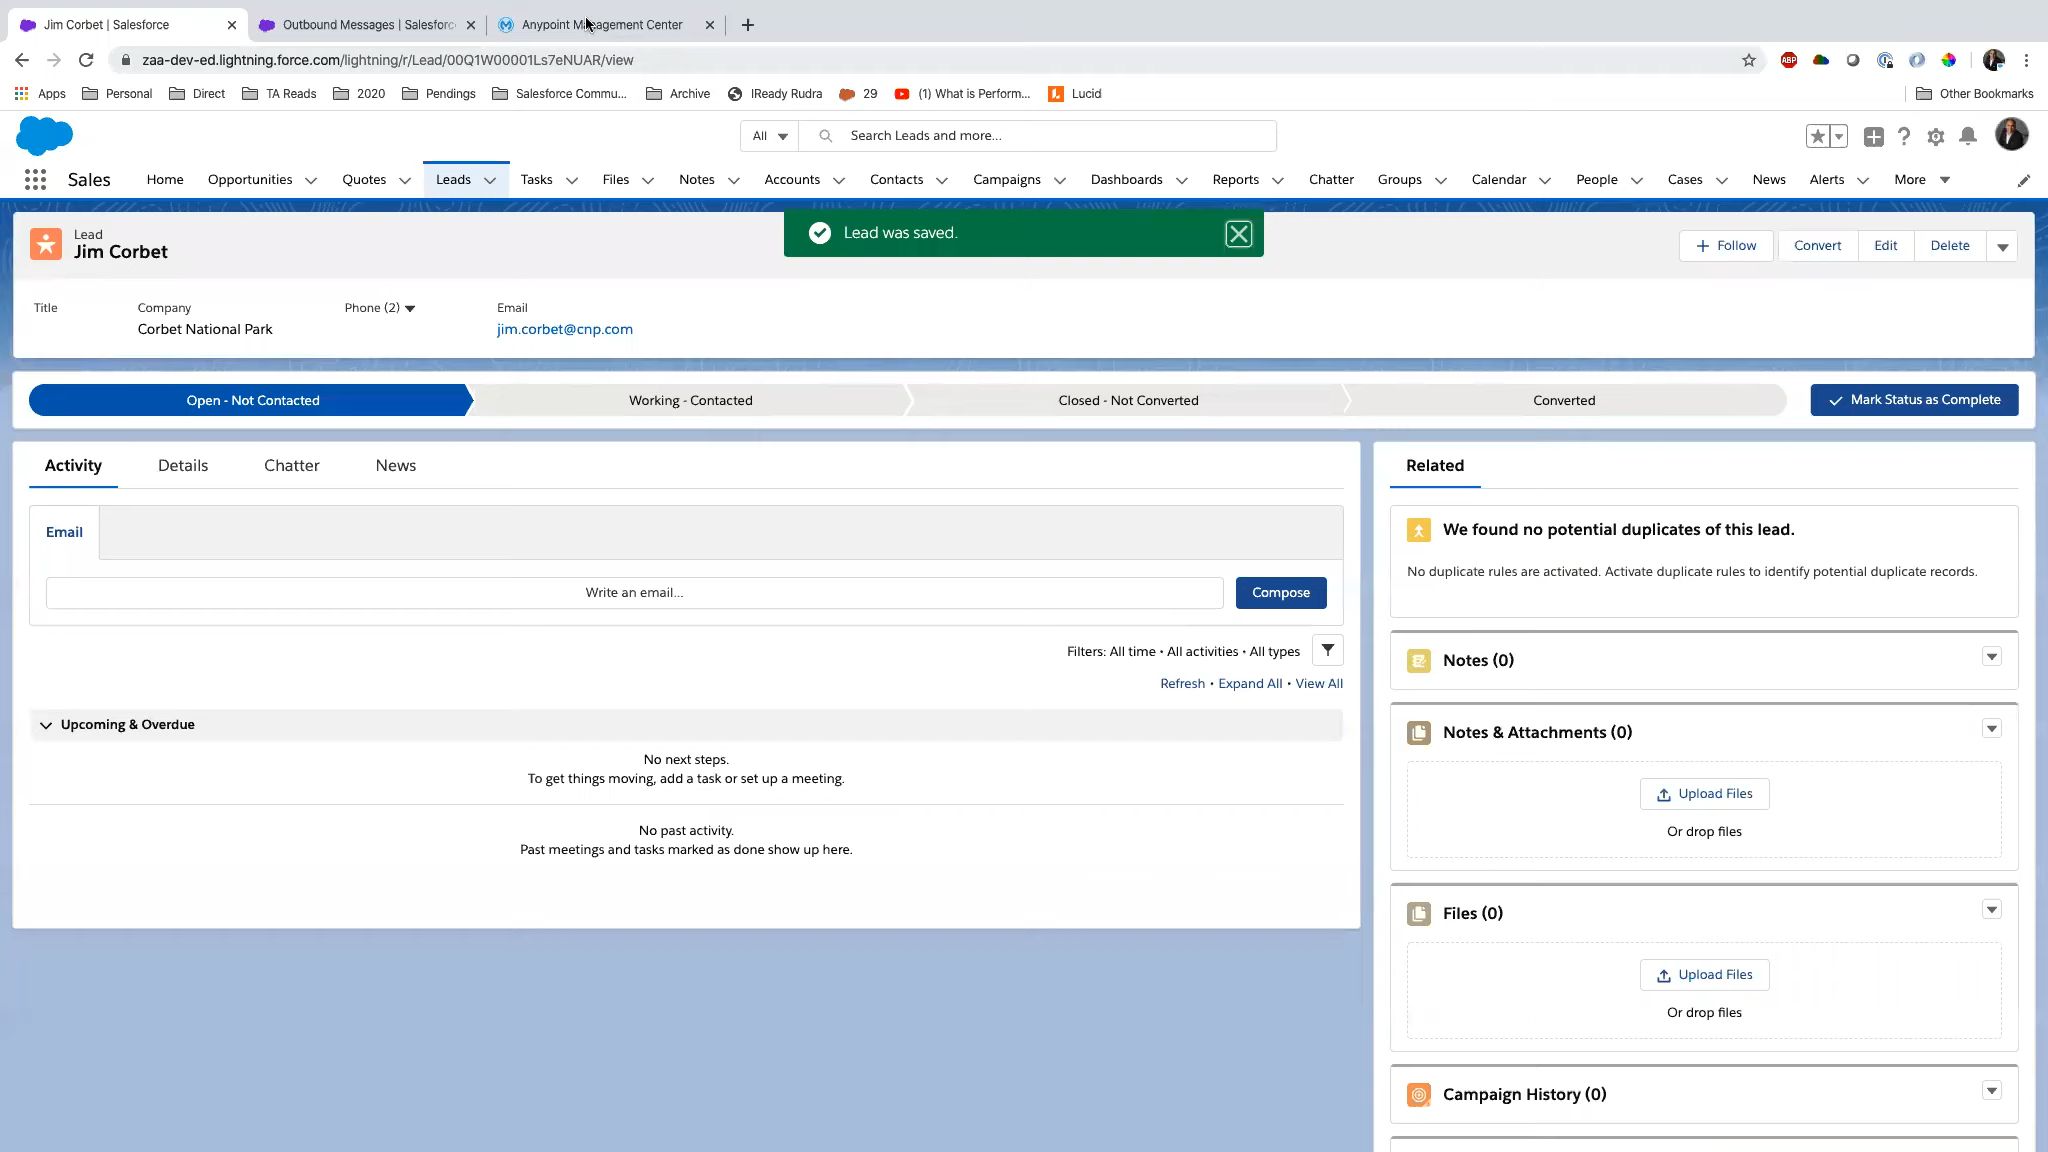 Jim Corbet | Salesforce
Outbound Messages | Salesforc
Anypoint Management Center
zaa-dev-ed.lightning.force.com/lightning/r/Lead/00Q1W00001Ls7eNUAR/view
ABP
Apps Personal Direct TA Reads 2020 Pendings Salesforce Commu... Archive IReady Rudra 29 (1) What is Perform... Lucid Other Bookmarks
All Search Leads and more...
Sales Home Opportunities Quotes Leads Tasks Files Notes Accounts Contacts Campaigns Dashboards Reports Chatter Groups Calendar People Cases News Alerts More
Lead was saved.
Lead
Jim Corbet
Follow Convert Edit Delete
Title Company Phone (2) Email
Corbet National Park jim.corbet@cnp.com
Open - Not Contacted Working - Contacted Closed - Not Converted Converted Mark Status as Complete
Activity Details Chatter News
Email
Write an email... Compose
Filters: All time • All activities • All types
Refresh • Expand All • View All
Upcoming & Overdue
No next steps.
To get things moving, add a task or set up a meeting.
No past activity.
Past meetings and tasks marked as done show up here.
Related
We found no potential duplicates of this lead.
No duplicate rules are activated. Activate duplicate rules to identify potential duplicate records.
Notes (0)
Notes & Attachments (0)
Upload Files
Or drop files
Files (0)
Upload Files
Or drop files
Campaign History (0)